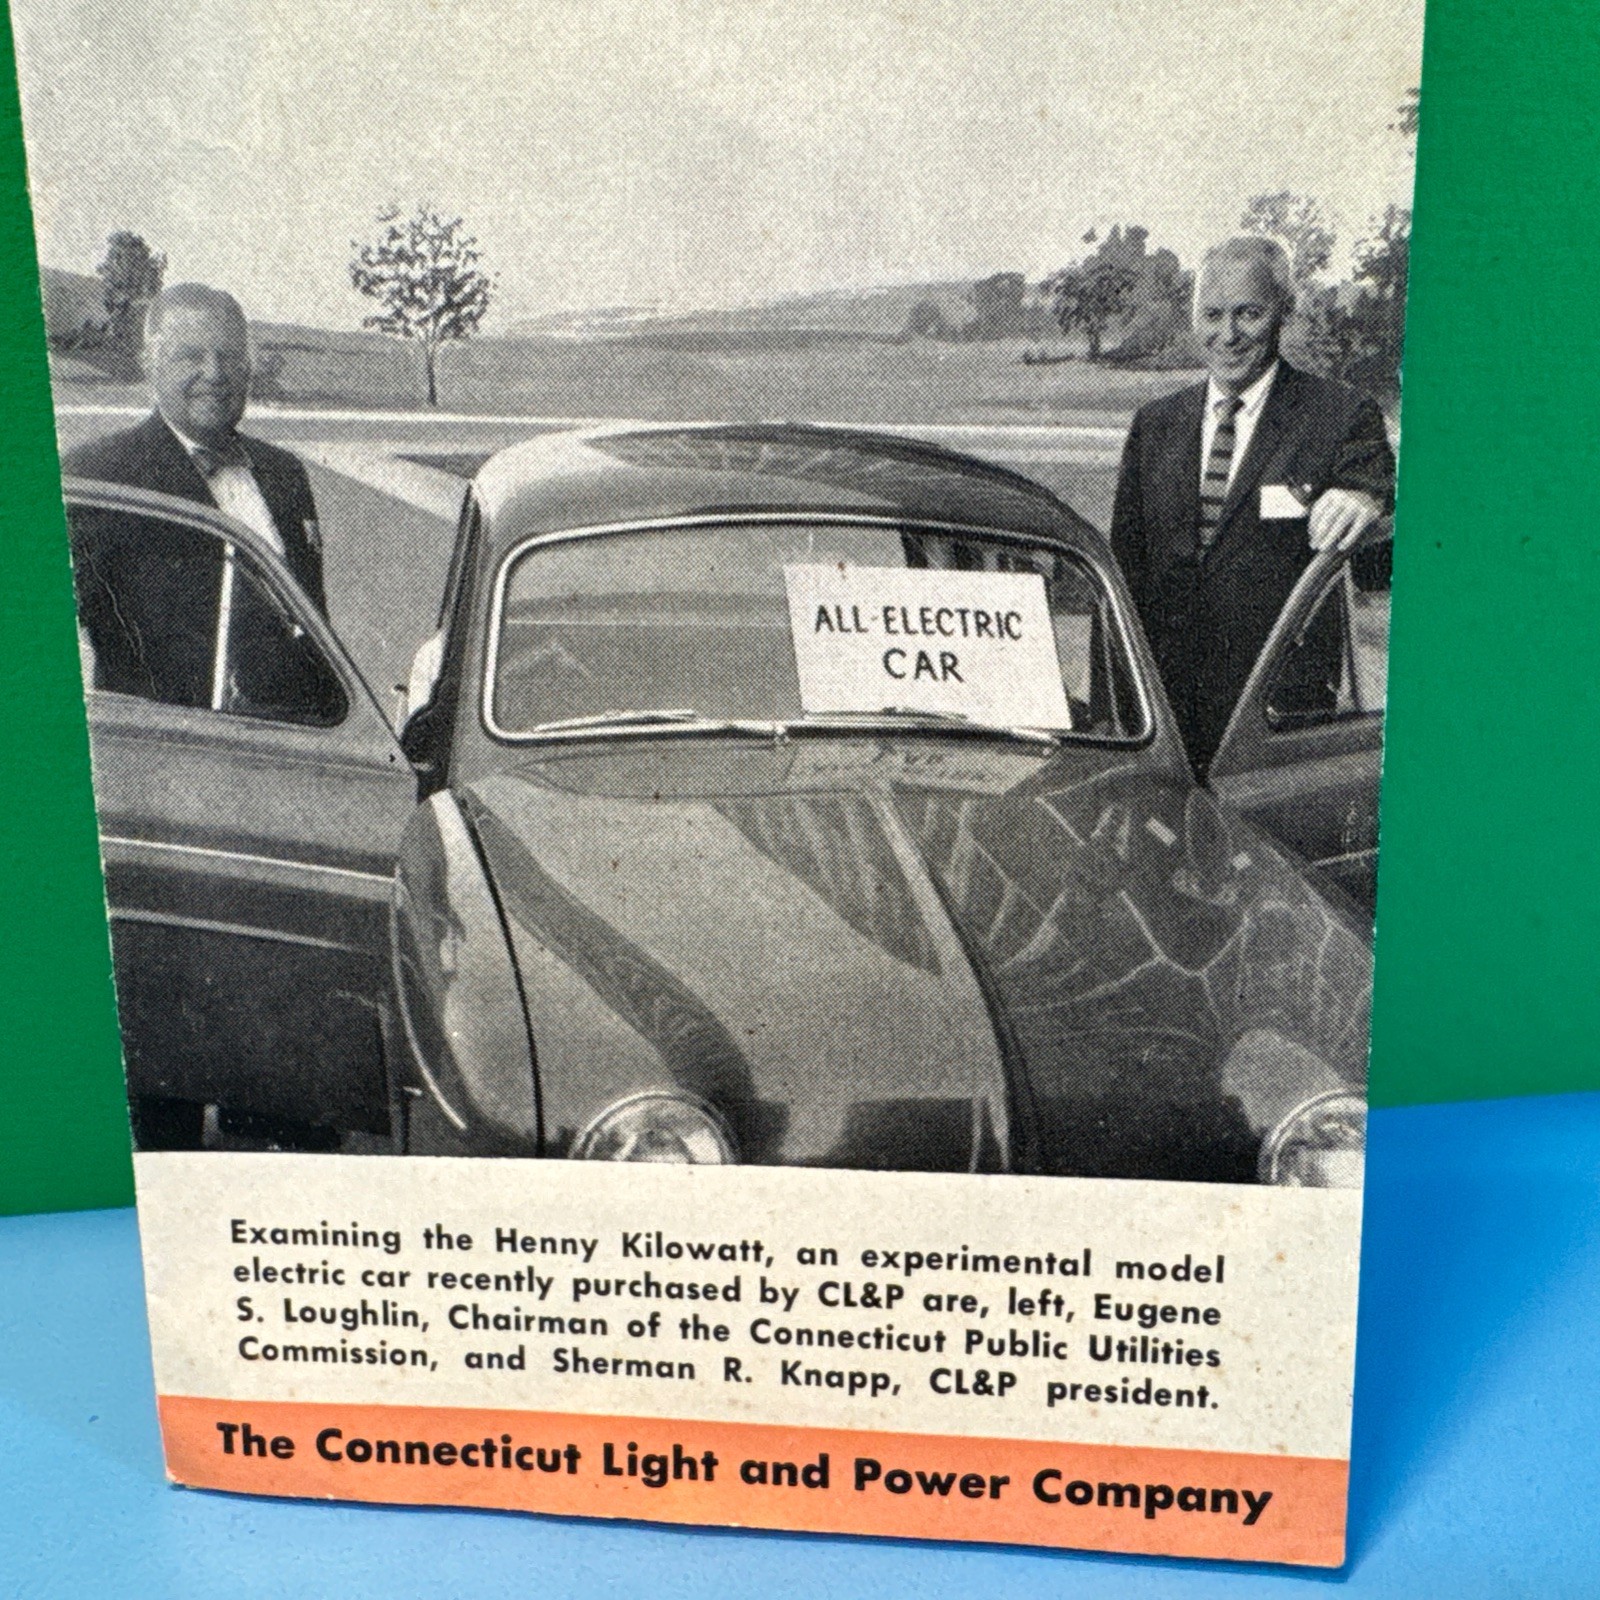 ALL-ELECTRIC
CAR
Examining the Henny Kilowatt, an experimental model
electric car recently purchased by CL&P are, left, Eugene
S. Loughlin, Chairman of the Connecticut Public Utilities
Commission, and Sherman R. Knapp, CL&P president.
The Connecticut Light and Power Company